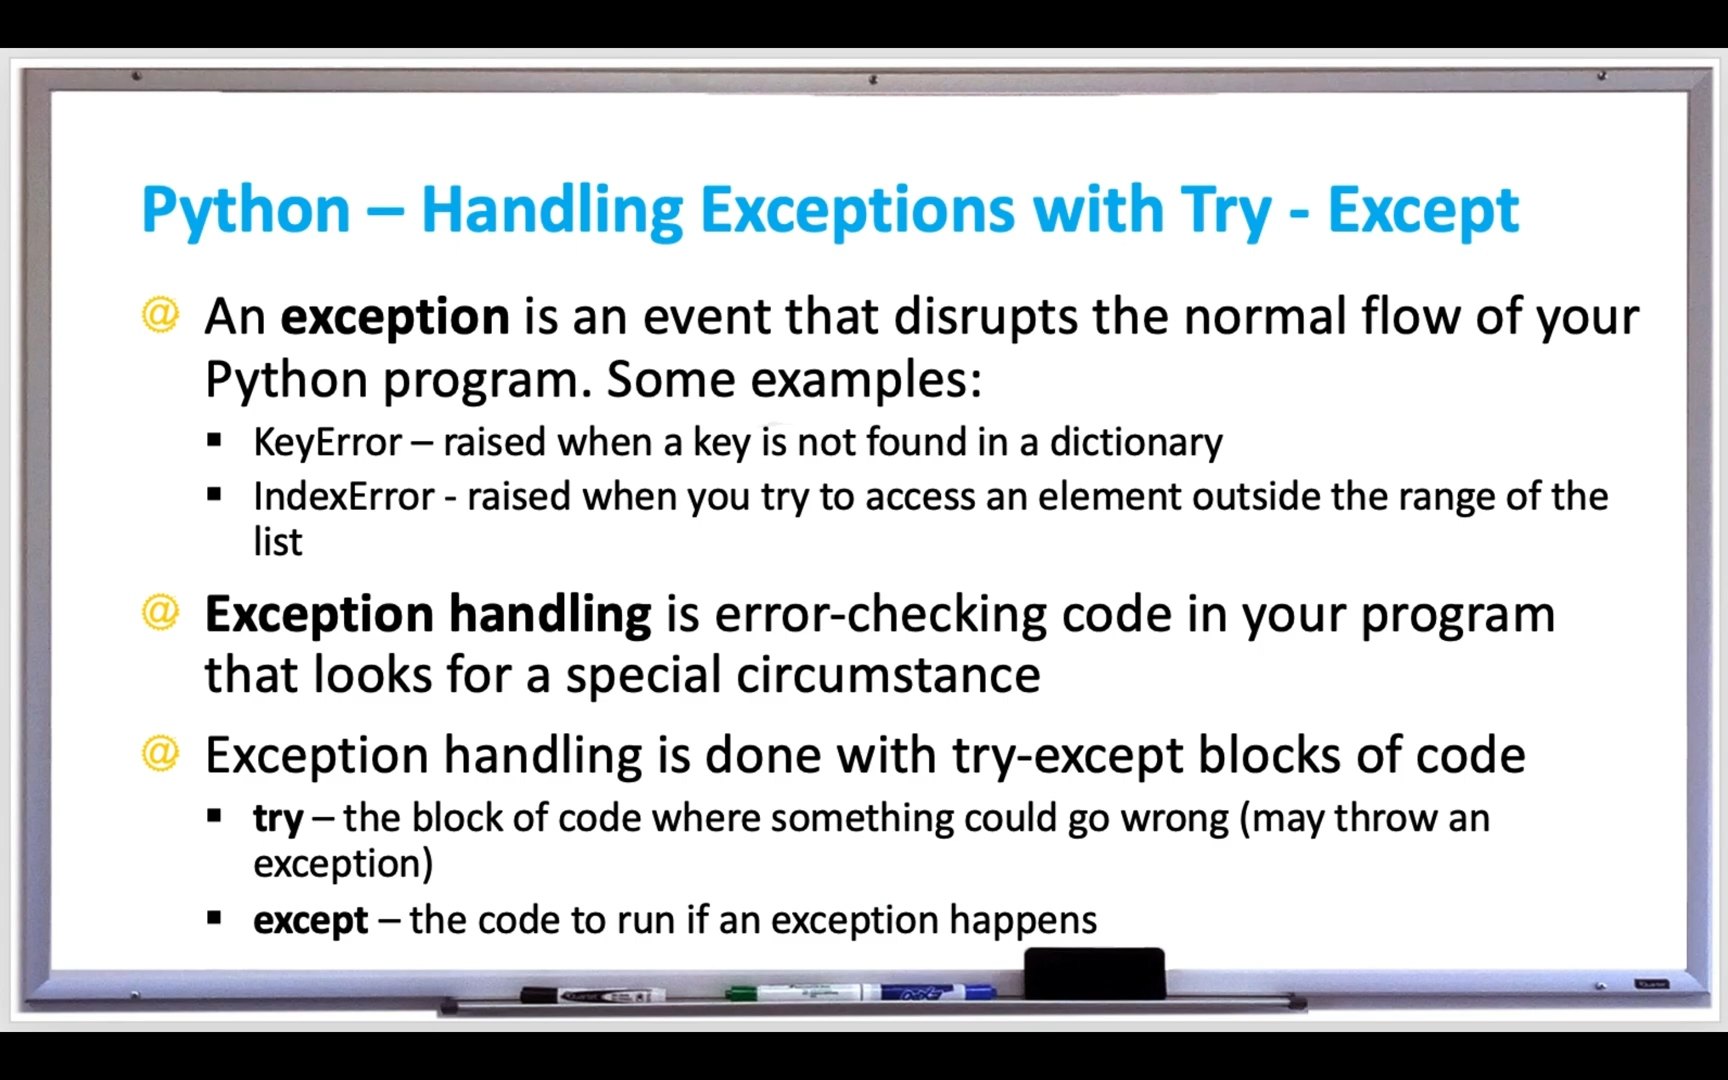 Python – Handling Exceptions with Try - Except
@ An exception is an event that disrupts the normal flow of your
Python program. Some examples:
▪ KeyError – raised when a key is not found in a dictionary
▪ IndexError - raised when you try to access an element outside the range of the
list
@ Exception handling is error-checking code in your program
that looks for a special circumstance
@ Exception handling is done with try-except blocks of code
▪ try – the block of code where something could go wrong (may throw an
exception)
▪ except – the code to run if an exception happens